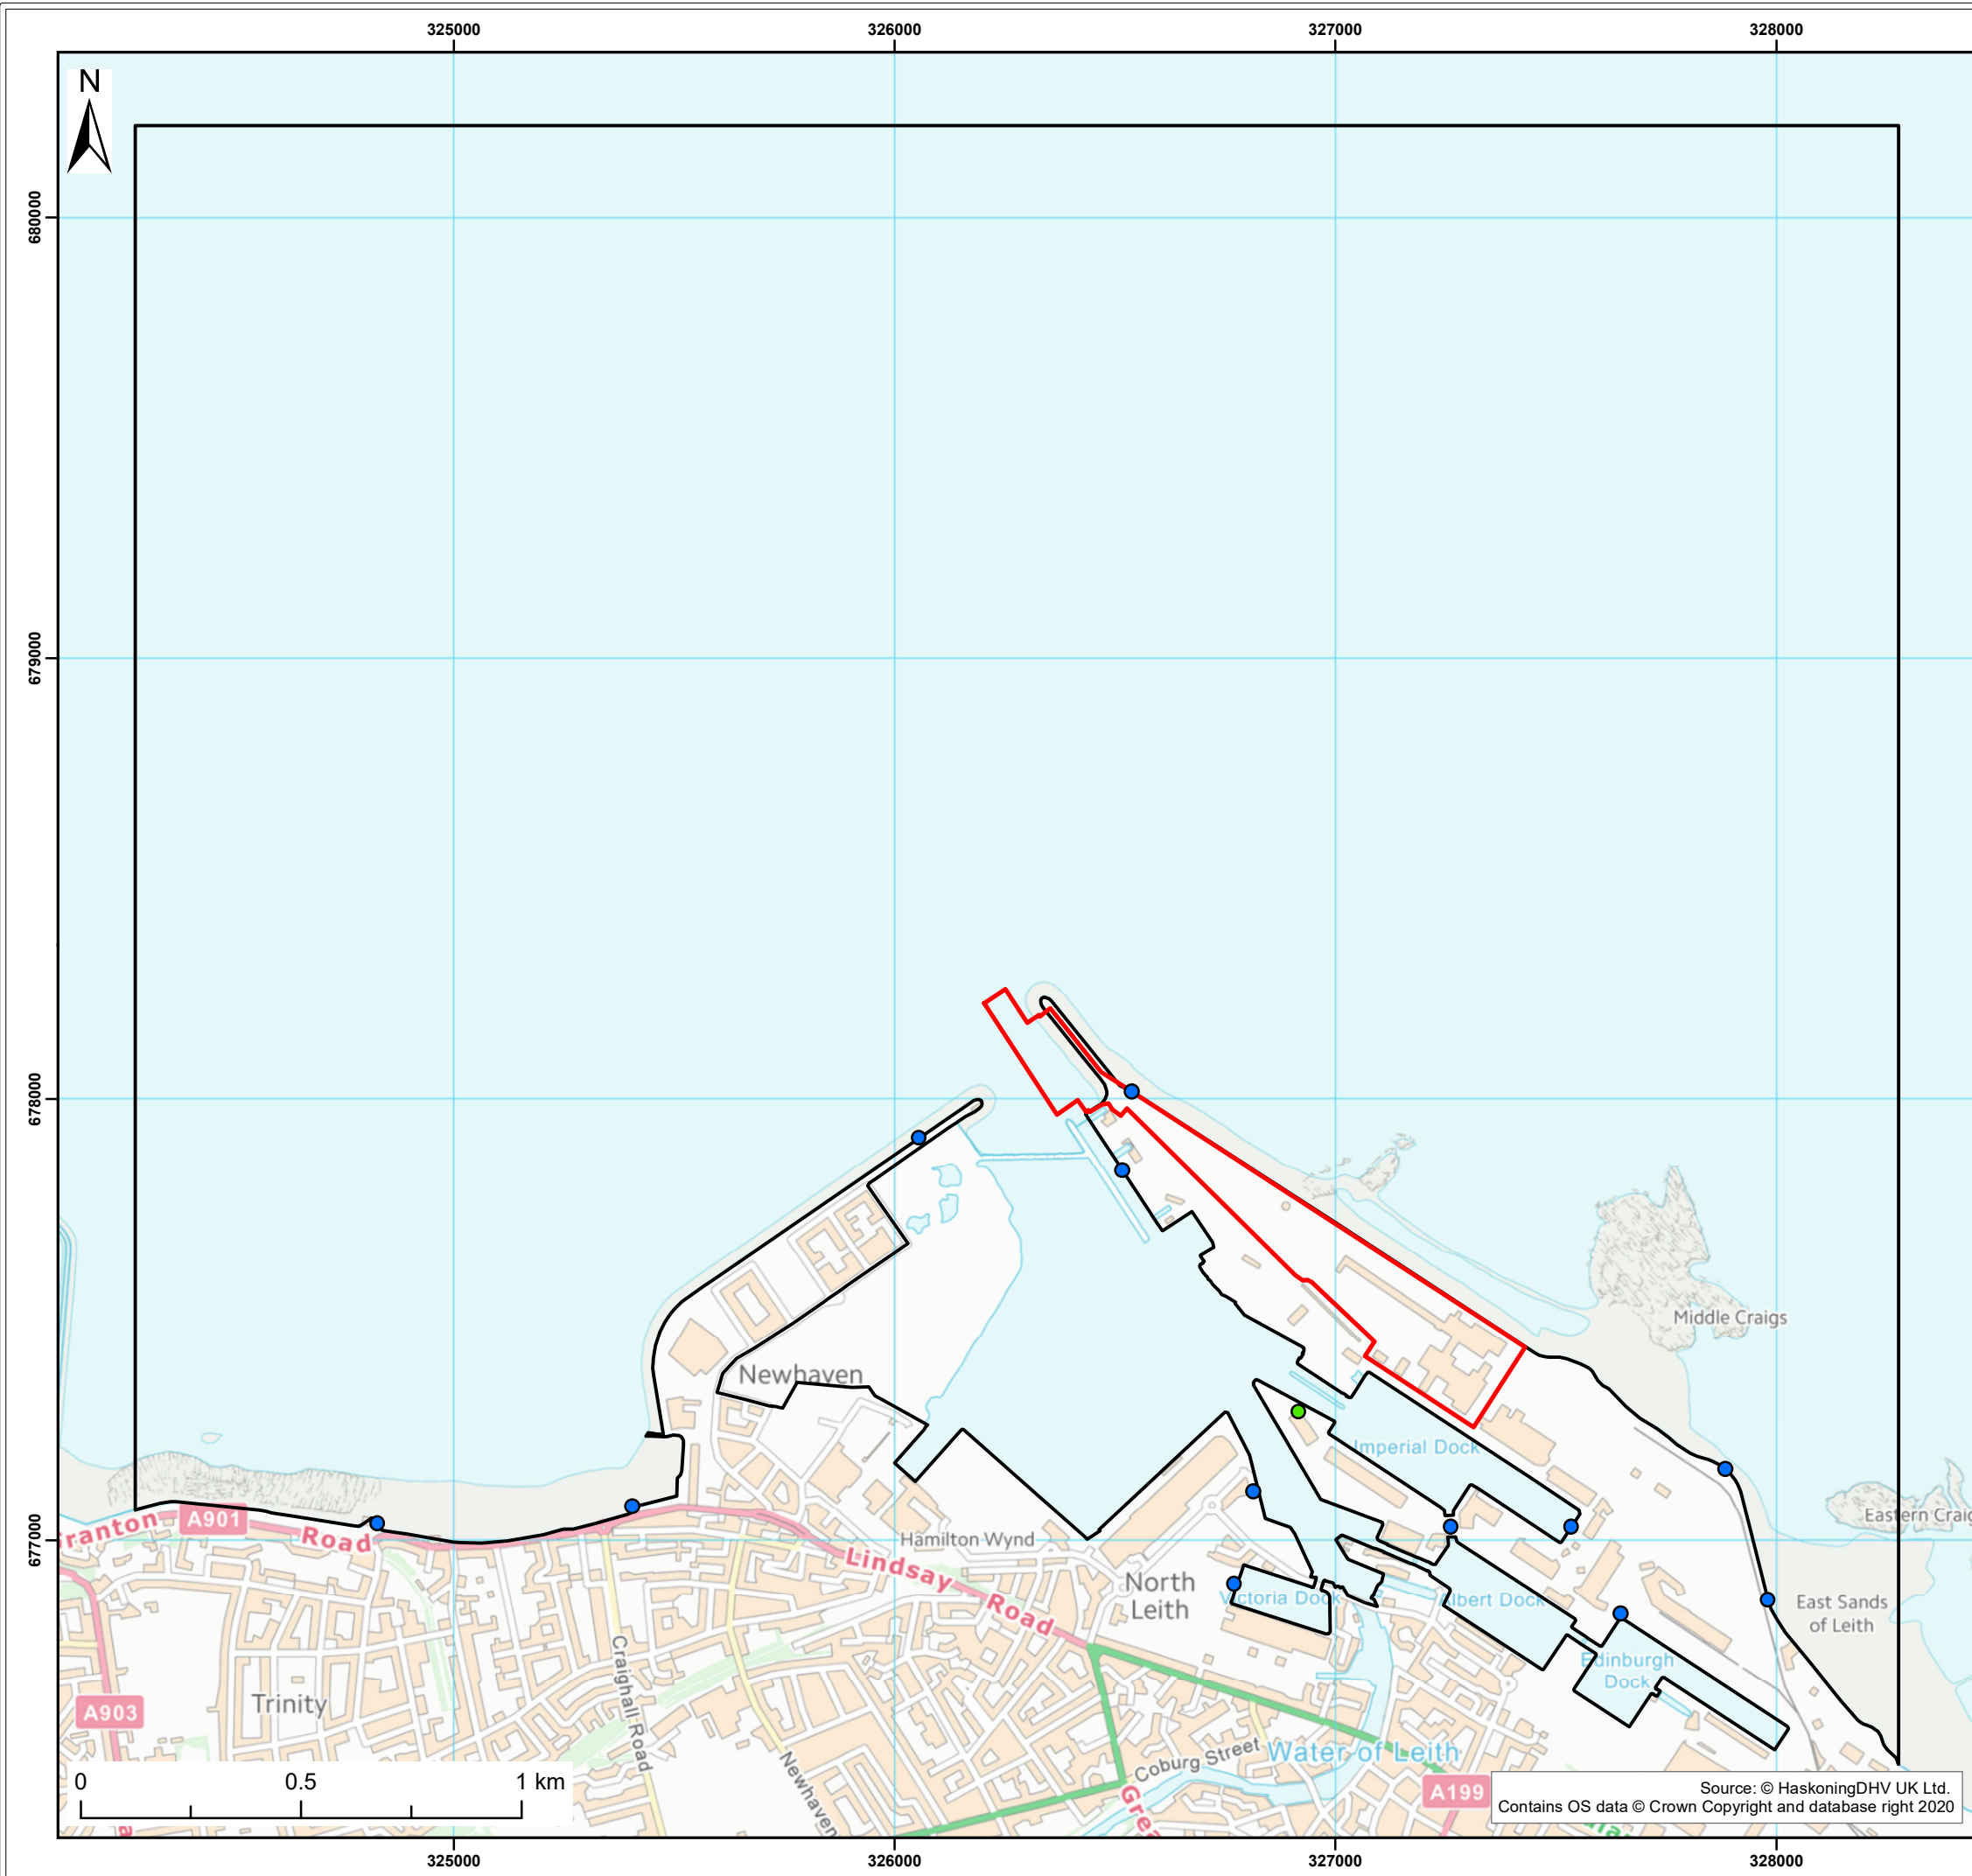 325000 326000 327000 328000
N
680000
679000
678000
677000
Middle Craigs
Newhaven
Imperial Dock
A901
Road
Hamilton Wynd
Lindsay Road
North
Leith
Victoria Dock
Albert Dock
East Sands
of Leith
Edinburgh
Dock
Craighall Road
Trinity
A903
Newhaven
Coburg Street
Water of Leith
A199
0 0.5 1 km
Source: © HaskoningDHV UK Ltd.
Contains OS data © Crown Copyright and database right 2020
325000 326000 327000 328000